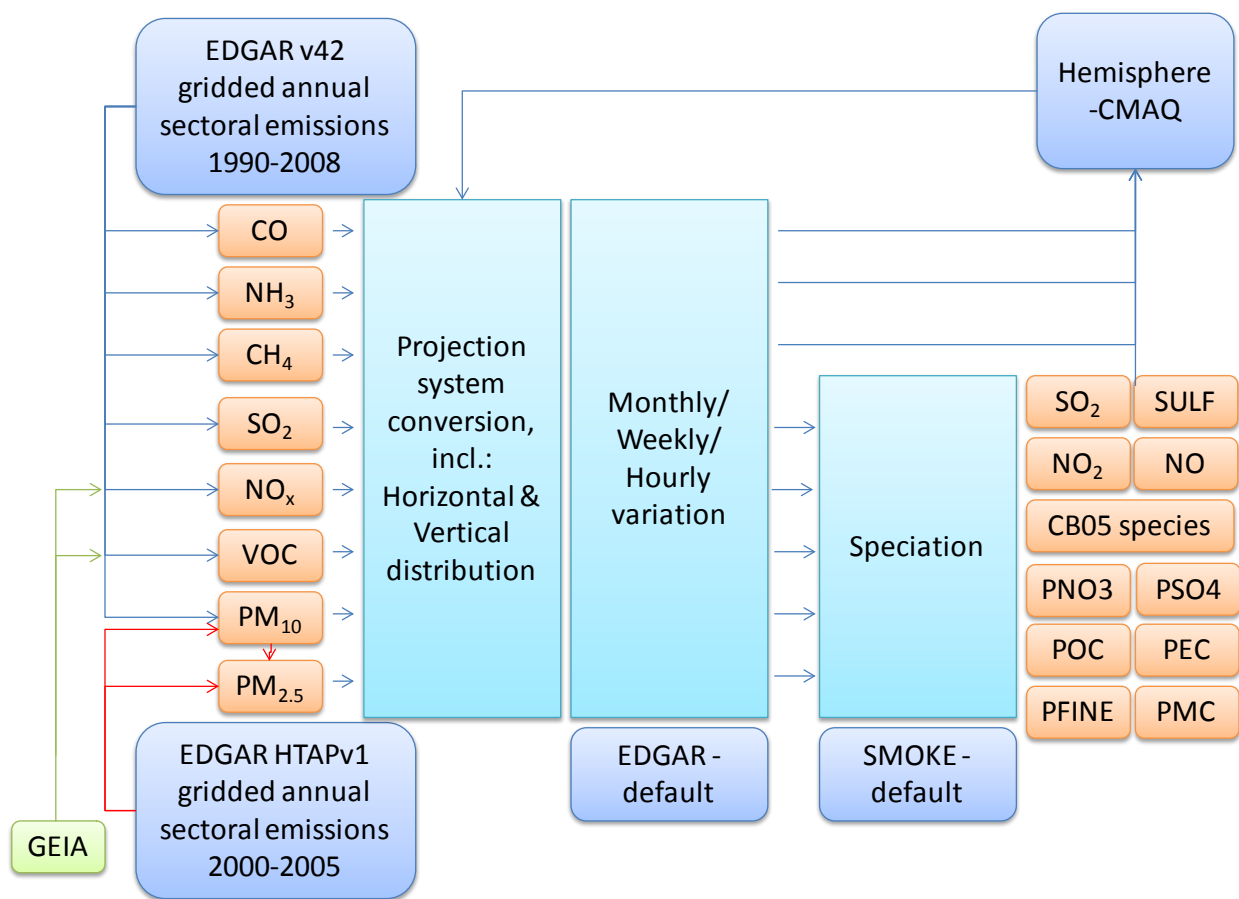 EDGAR v42
gridded annual
sectoral emissions
1990-2008
Hemisphere
-CMAQ
CO
NH₃
CH₄
SO₂
NOₓ
VOC
PM₁₀
PM₂.₅
Projection
system
conversion,
incl.:
Horizontal &
Vertical
distribution
Monthly/
Weekly/
Hourly
variation
Speciation
SO₂ SULF
NO₂ NO
CB05 species
PNO3 PSO4
POC PEC
PFINE PMC
EDGAR HTAPv1
gridded annual
sectoral emissions
2000-2005
EDGAR -
default
SMOKE -
default
GEIA